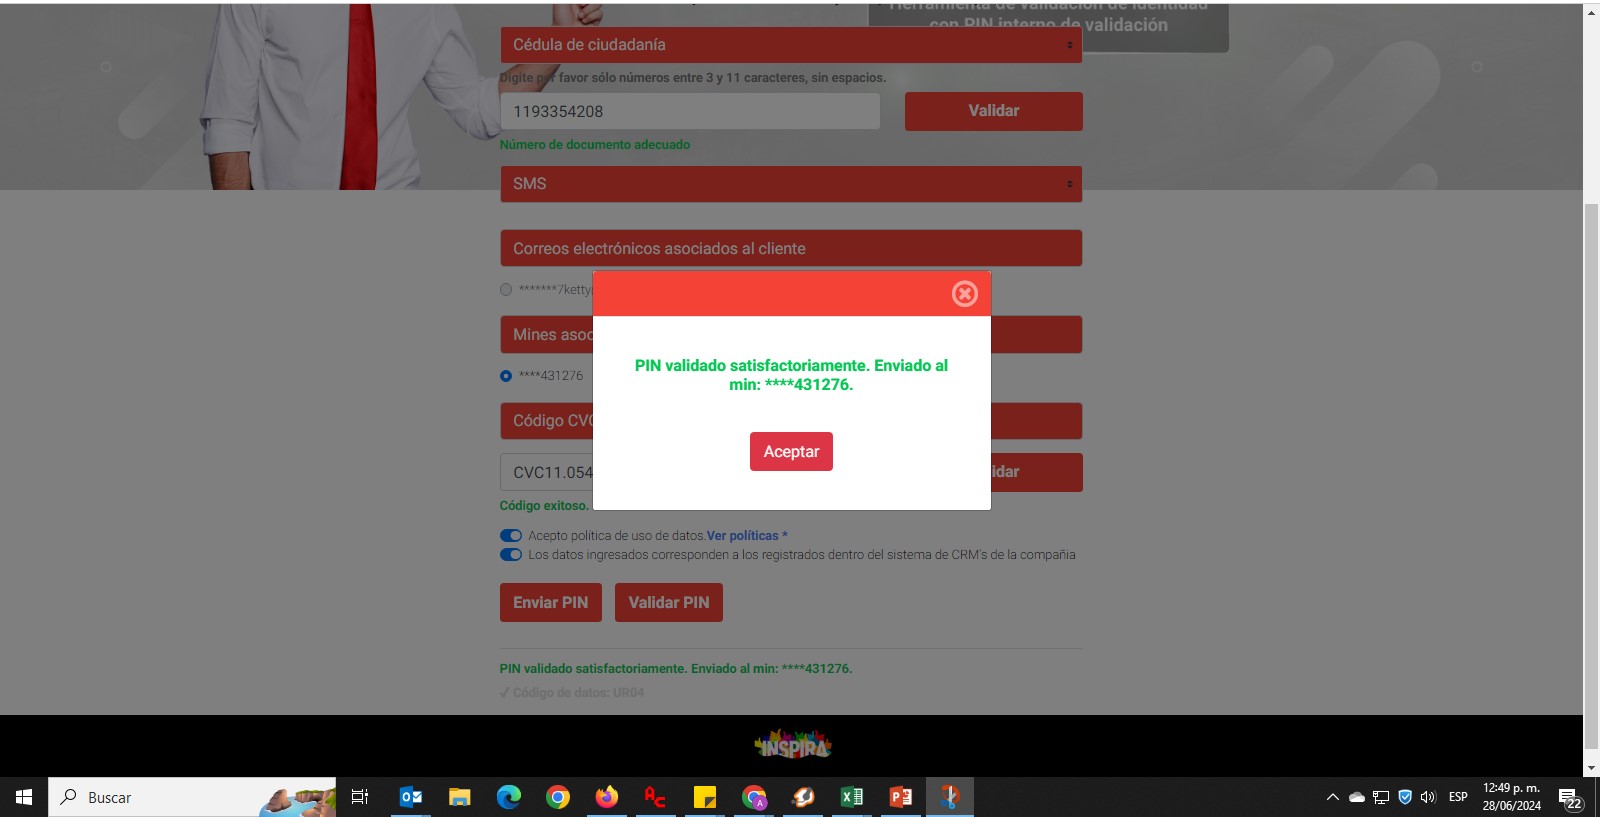 Herramienta de validación de identidad
con PIN interno de validación
Cédula de ciudadanía
Digite por favor sólo números entre 3 y 11 caracteres, sin espacios.
1193354208
Validar
Número de documento adecuado
SMS
Correos electrónicos asociados al cliente
*******7ketty
Mines asoc
****431276
PIN validado satisfactoriamente. Enviado al
min: ****431276.
Aceptar
Código CVC
CVC11.054
idar
Código exitoso.
Acepto política de uso de datos.Ver políticas *
Los datos ingresados corresponden a los registrados dentro del sistema de CRM's de la compañia
Enviar PIN
Validar PIN
PIN validado satisfactoriamente. Enviado al min: ****431276.
✓ Código de datos: UR04
INSPIRA
Buscar
ESP
12:49 p. m.
28/06/2024
22